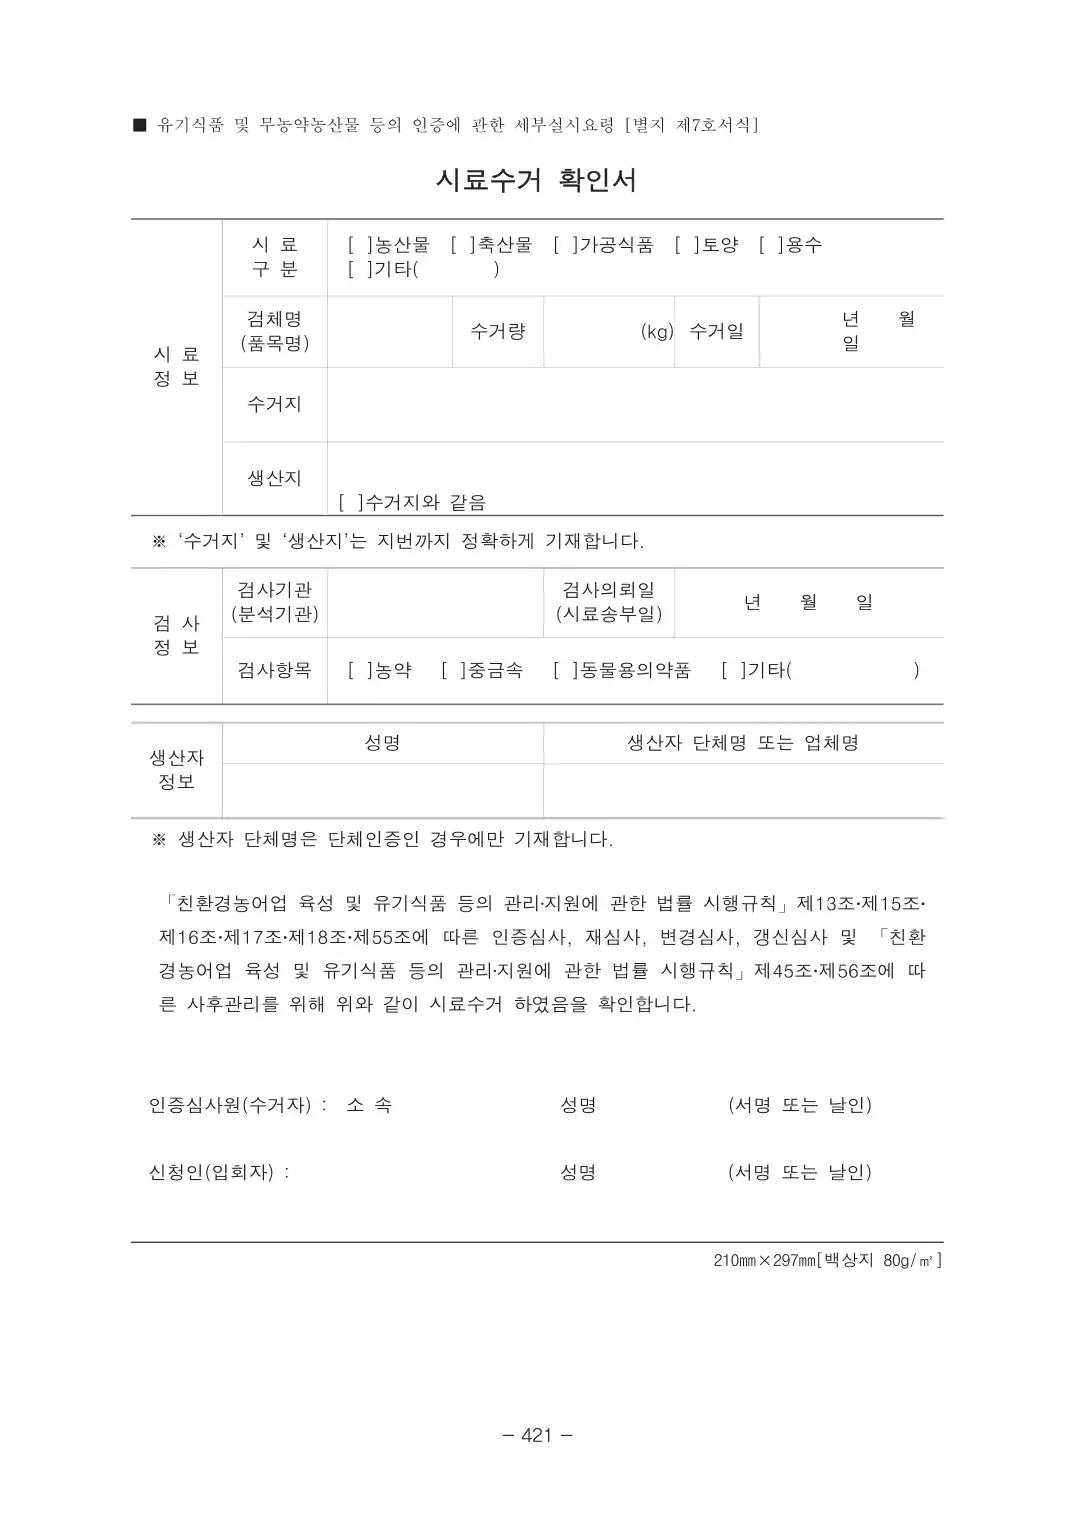 ■ 유기식품 및 무농약농산물 등의 인증에 관한 세부실시요령 [별지 제7호서식]
시료수거 확인서
시 료
정 보
시 료
구 분
[ ]농산물 [ ]축산물 [ ]가공식품 [ ]토양 [ ]용수
[ ]기타( )
검체명
(품목명)
수거량
(kg)
수거일
년 월
일
수거지
생산지
[ ]수거지와 같음
※ ‘수거지’ 및 ‘생산지’는 지번까지 정확하게 기재합니다.
검 사
정 보
검사기관
(분석기관)
검사의뢰일
(시료송부일)
년 월 일
검사항목
[ ]농약 [ ]중금속 [ ]동물용의약품 [ ]기타( )
생산자
정보
성명
생산자 단체명 또는 업체명
※ 생산자 단체명은 단체인증인 경우에만 기재합니다.
「친환경농어업 육성 및 유기식품 등의 관리·지원에 관한 법률 시행규칙」제13조·제15조·
제16조·제17조·제18조·제55조에 따른 인증심사, 재심사, 변경심사, 갱신심사 및 「친환
경농어업 육성 및 유기식품 등의 관리·지원에 관한 법률 시행규칙」제45조·제56조에 따
른 사후관리를 위해 위와 같이 시료수거 하였음을 확인합니다.
인증심사원(수거자) : 소 속 성명 (서명 또는 날인)
신청인(입회자) : 성명 (서명 또는 날인)
210㎜×297㎜[백상지 80g/㎡]
- 421 -